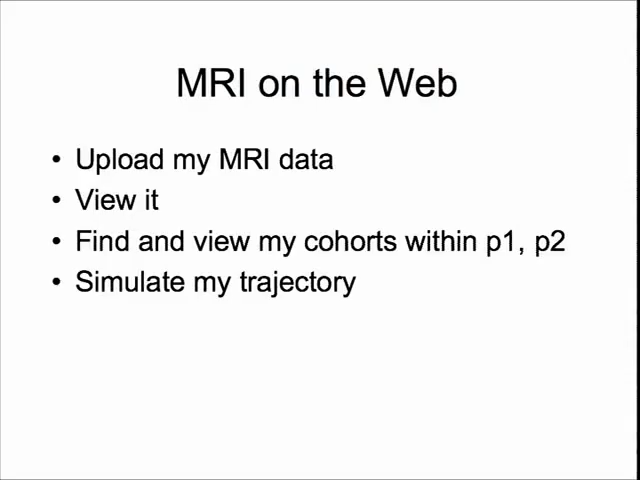 MRI on the Web
• Upload my MRI data
• View it
• Find and view my cohorts within p1, p2
• Simulate my trajectory